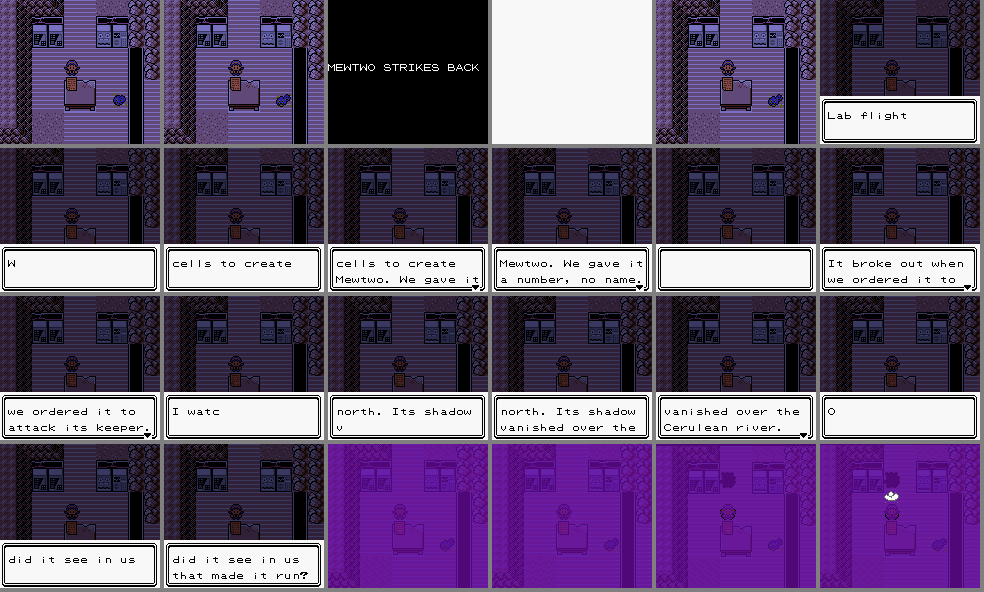 MEWTWO STRIKES BACK
Lab flight
W
cells to create
cells to create
Mewtwo. We gave it
Mewtwo. We gave it
a number, no name.
It broke out when
we ordered it to
we ordered it to
attack its keeper.
I watc
north. Its shadow
v
north. Its shadow
vanished over the
vanished over the
Cerulean river.
O
did it see in us
did it see in us
that made it run?